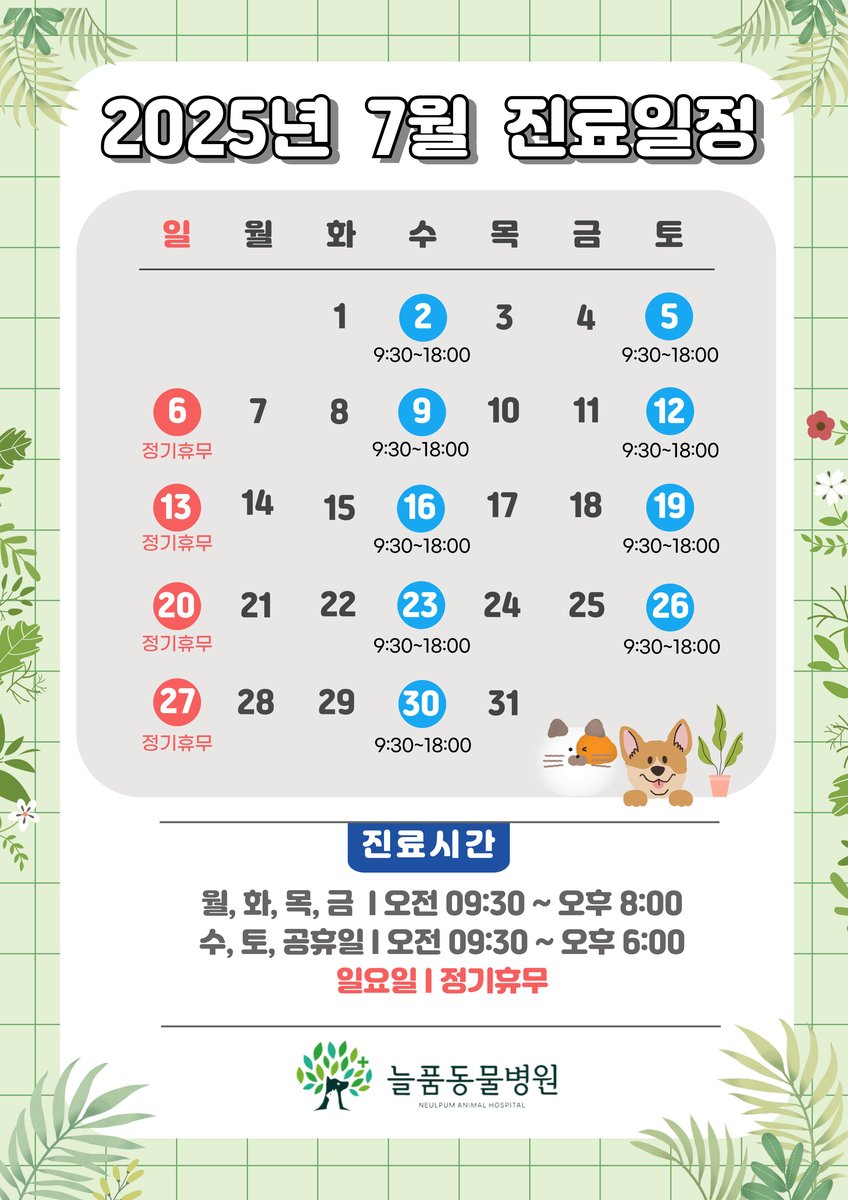 2025년 7월 진료일정
일 월 화 수 목 금 토
1 2 3 4 5
9:30~18:00 9:30~18:00
6 7 8 9 10 11 12
정기휴무 9:30~18:00 9:30~18:00
13 14 15 16 17 18 19
정기휴무 9:30~18:00 9:30~18:00
20 21 22 23 24 25 26
정기휴무 9:30~18:00 9:30~18:00
27 28 29 30 31
정기휴무 9:30~18:00
진료시간
월, 화, 목, 금 I 오전 09:30 ~ 오후 8:00
수, 토, 공휴일 I 오전 09:30 ~ 오후 6:00
일요일 I 정기휴무
늘품동물병원
NEULPUM ANIMAL HOSPITAL